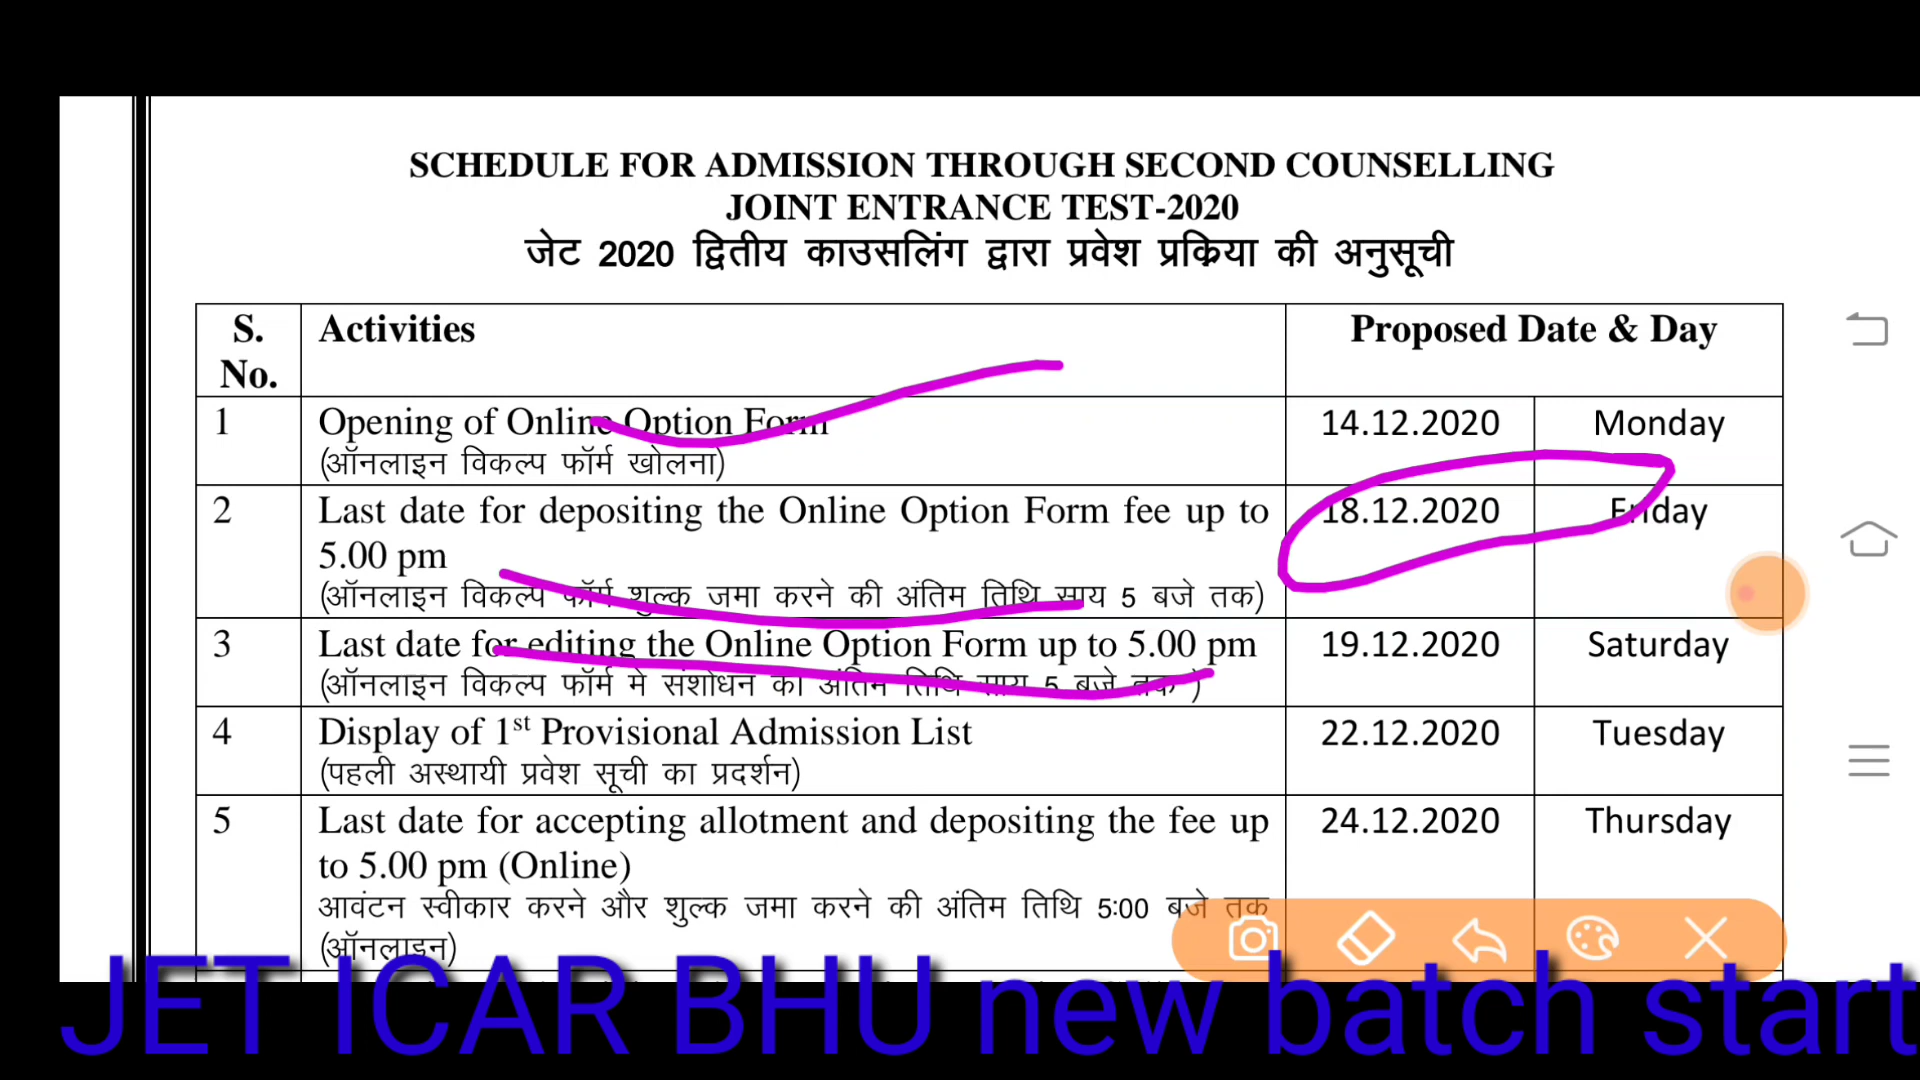 SCHEDULE FOR ADMISSION THROUGH SECOND COUNSELLING
JOINT ENTRANCE TEST-2020
जेट 2020 द्वितीय काउसलिंग द्वारा प्रवेश प्रक्रिया की अनुसूची
S. No. Activities Proposed Date & Day
1 Opening of Online Option Form 14.12.2020 Monday
(ऑनलाइन विकल्प फॉर्म खोलना)
2 Last date for depositing the Online Option Form fee up to 18.12.2020 Friday
5.00 pm
(ऑनलाइन विकल्प फॉर्म शुल्क जमा करने की अंतिम तिथि साय 5 बजे तक)
3 Last date for editing the Online Option Form up to 5.00 pm 19.12.2020 Saturday
(ऑनलाइन विकल्प फॉर्म मे संशोधन की अंतिम तिथि साय 5 बजे तक )
4 Display of 1st Provisional Admission List 22.12.2020 Tuesday
(पहली अस्थायी प्रवेश सूची का प्रदर्शन)
5 Last date for accepting allotment and depositing the fee up 24.12.2020 Thursday
to 5.00 pm (Online)
आवंटन स्वीकार करने और शुल्क जमा करने की अंतिम तिथि 5:00 बजे तक
(ऑनलाइन)
JET ICAR BHU new batch start